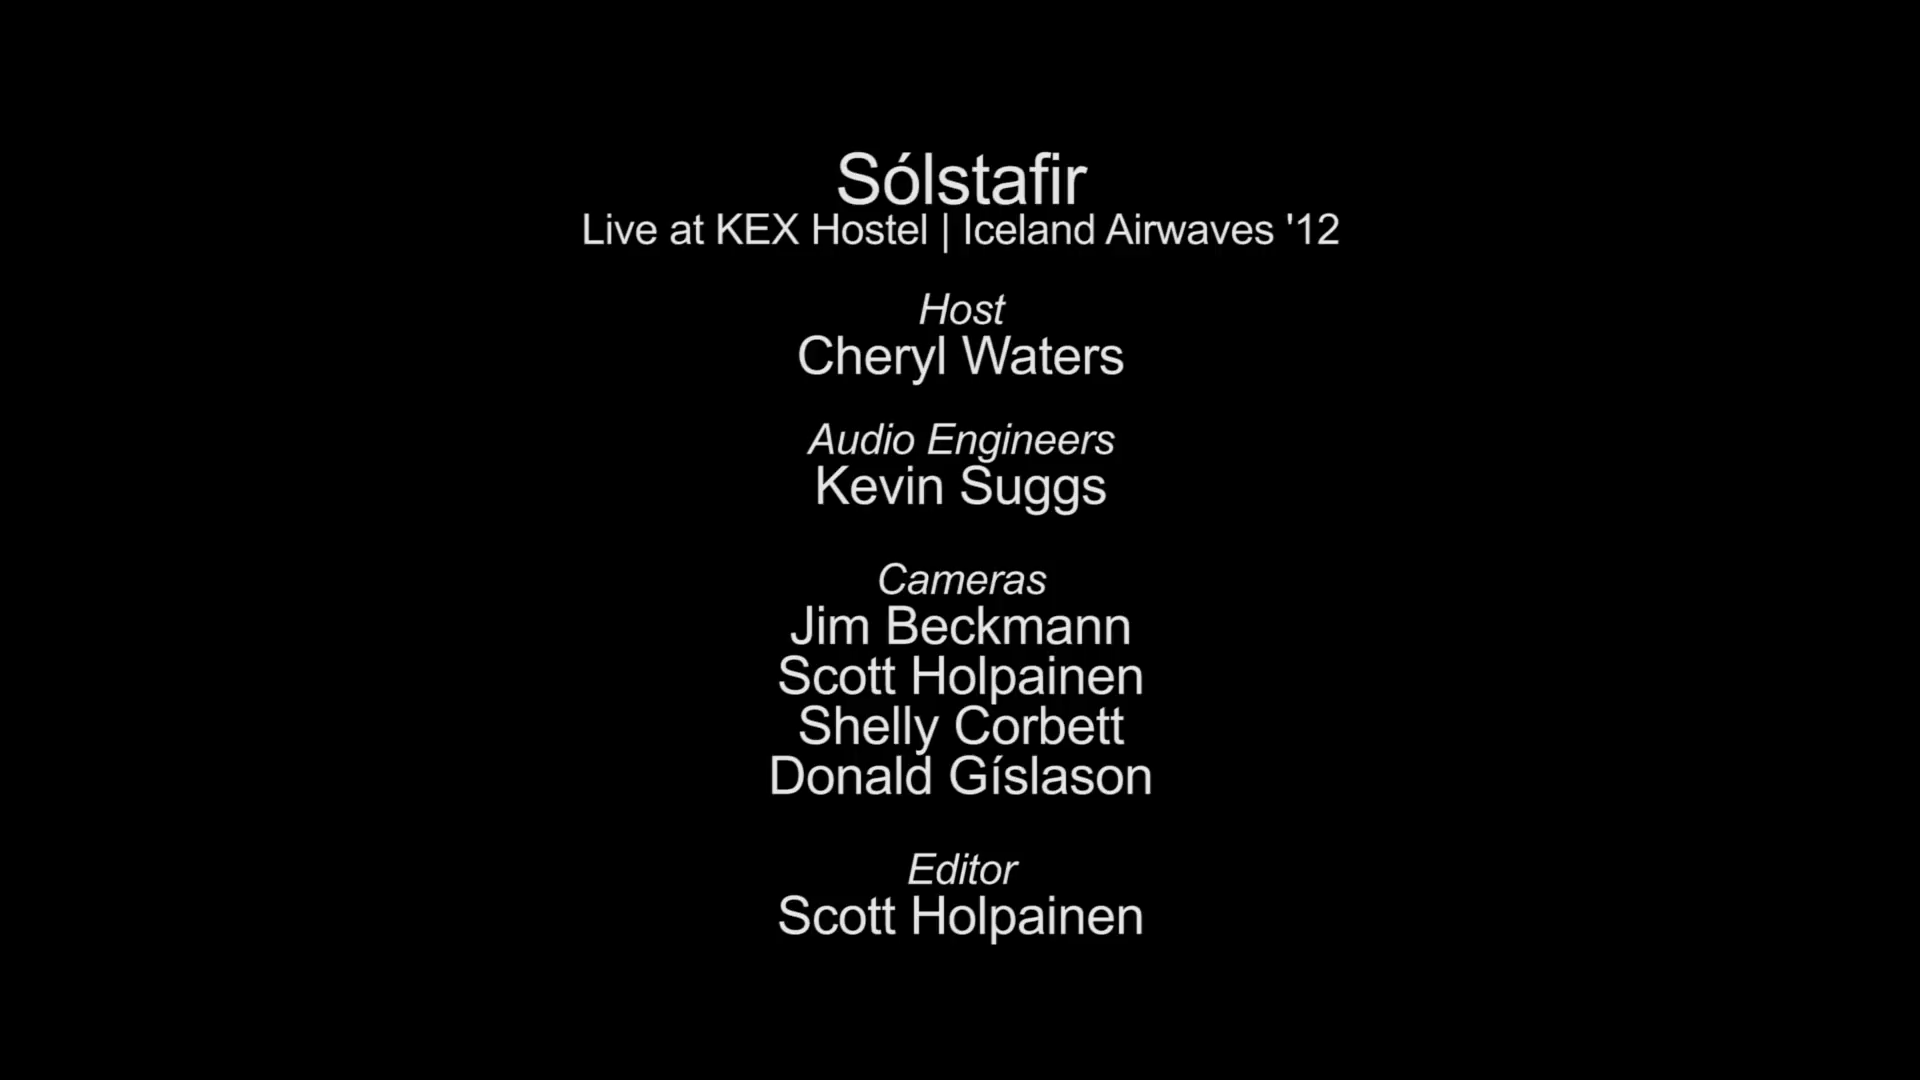 Sólstafir
Live at KEX Hostel | Iceland Airwaves '12
Host
Cheryl Waters
Audio Engineers
Kevin Suggs
Cameras
Jim Beckmann
Scott Holpainen
Shelly Corbett
Donald Gíslason
Editor
Scott Holpainen